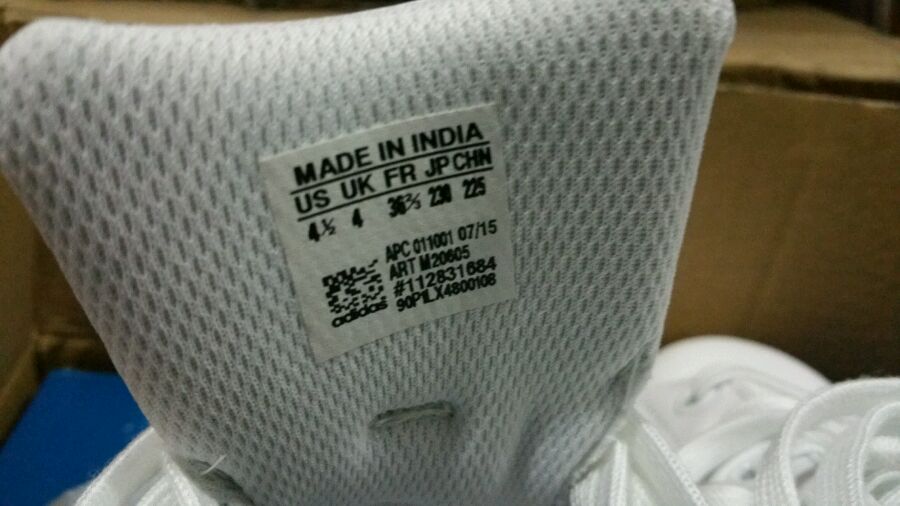 MADE IN INDIA
US UK FR JP CHN
4½ 4 36⅔ 230 225
APC 011001 07/15
ART M20605
#112831684
90P1LX4800108
adidas